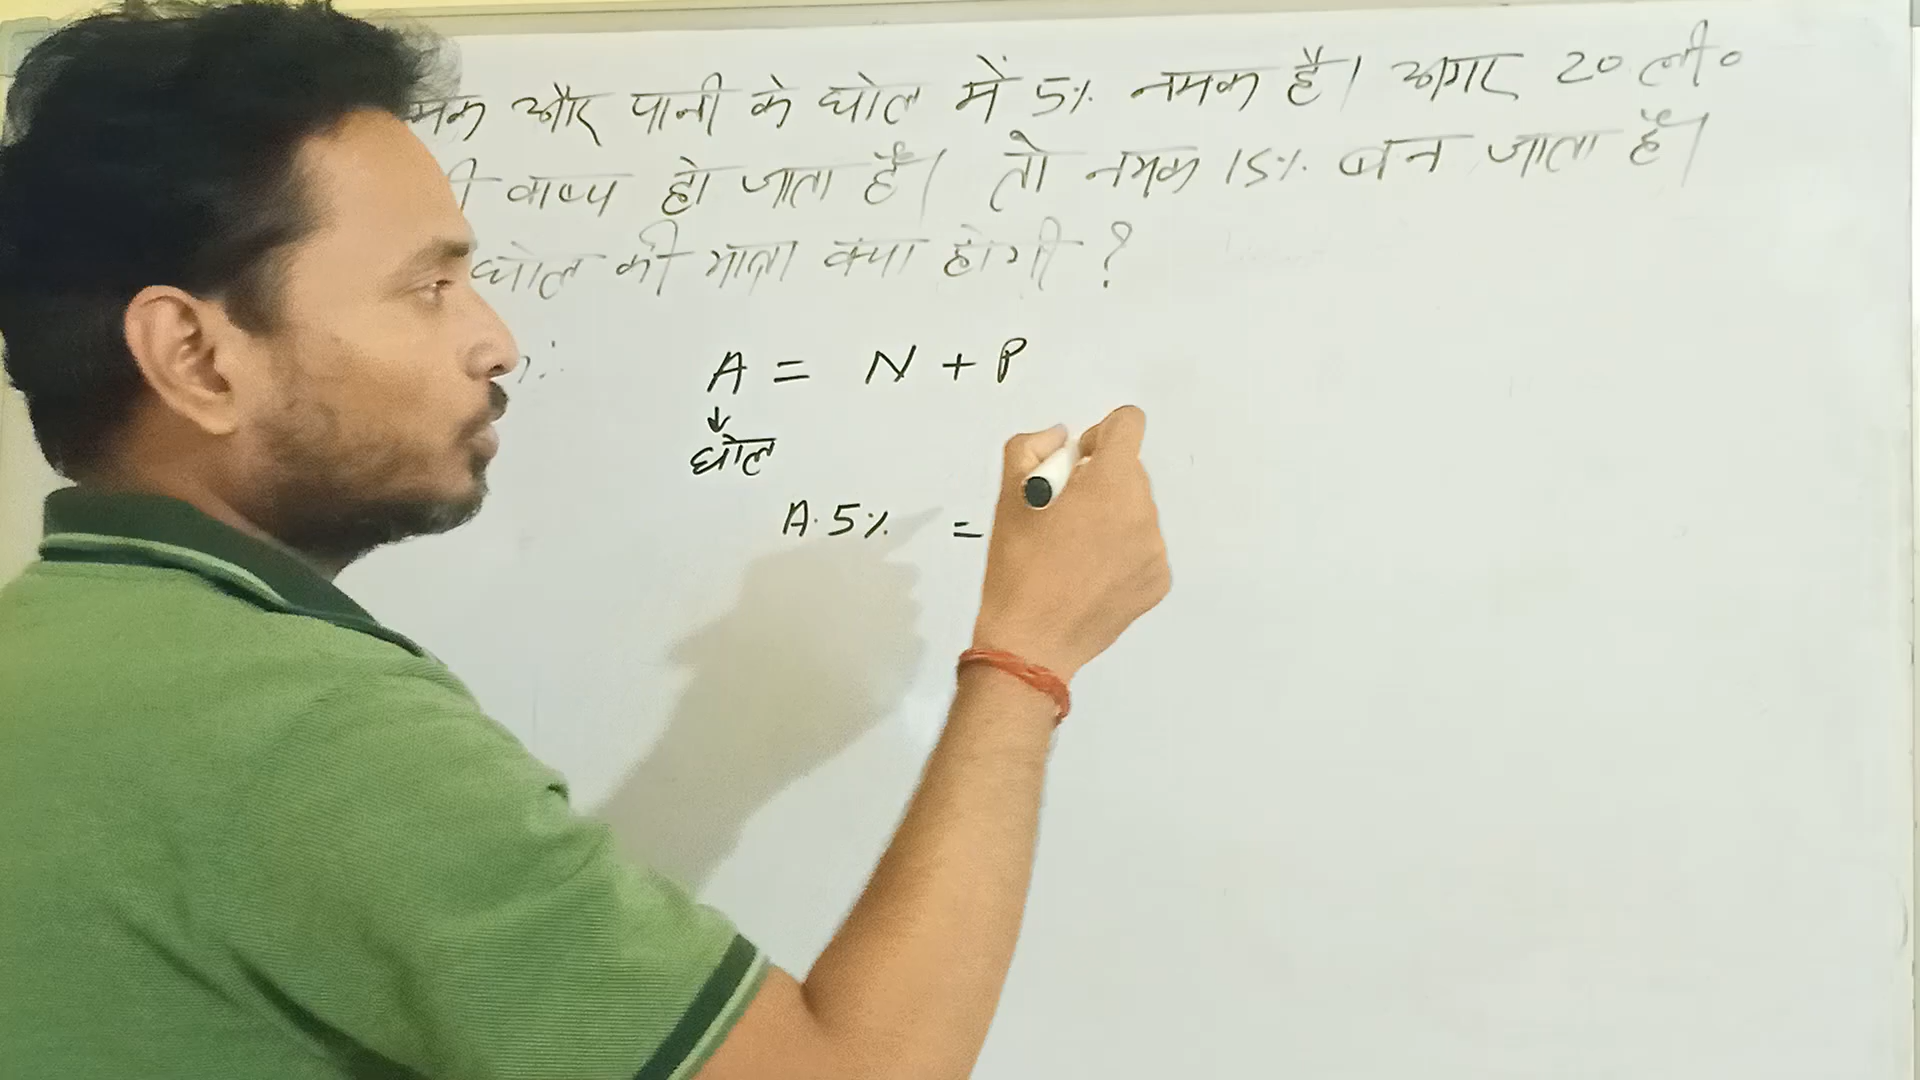 और पानी के घोल में 5% नमक है। अगर 20 ली०
वाष्प हो जाता है। तो नमक 15% बन जाता है।
घोल की मात्रा क्या होगी ?
A = N + P
↓
घोल
A. 5% =